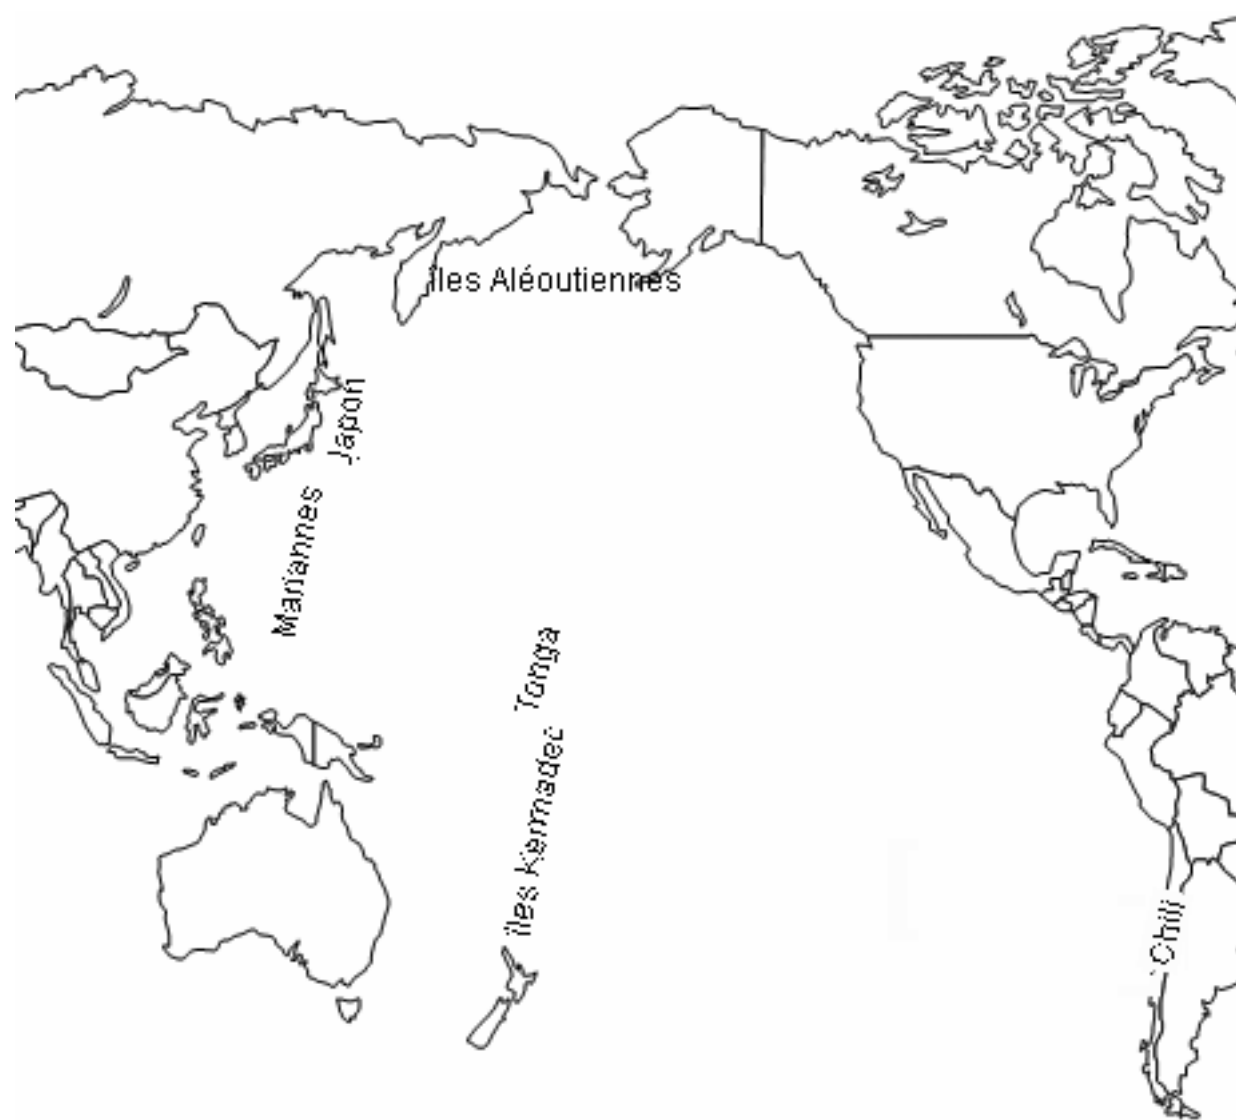 îles Aléoutiennes
Japon
Mariannes
Tonga
îles Kermadec
Chili